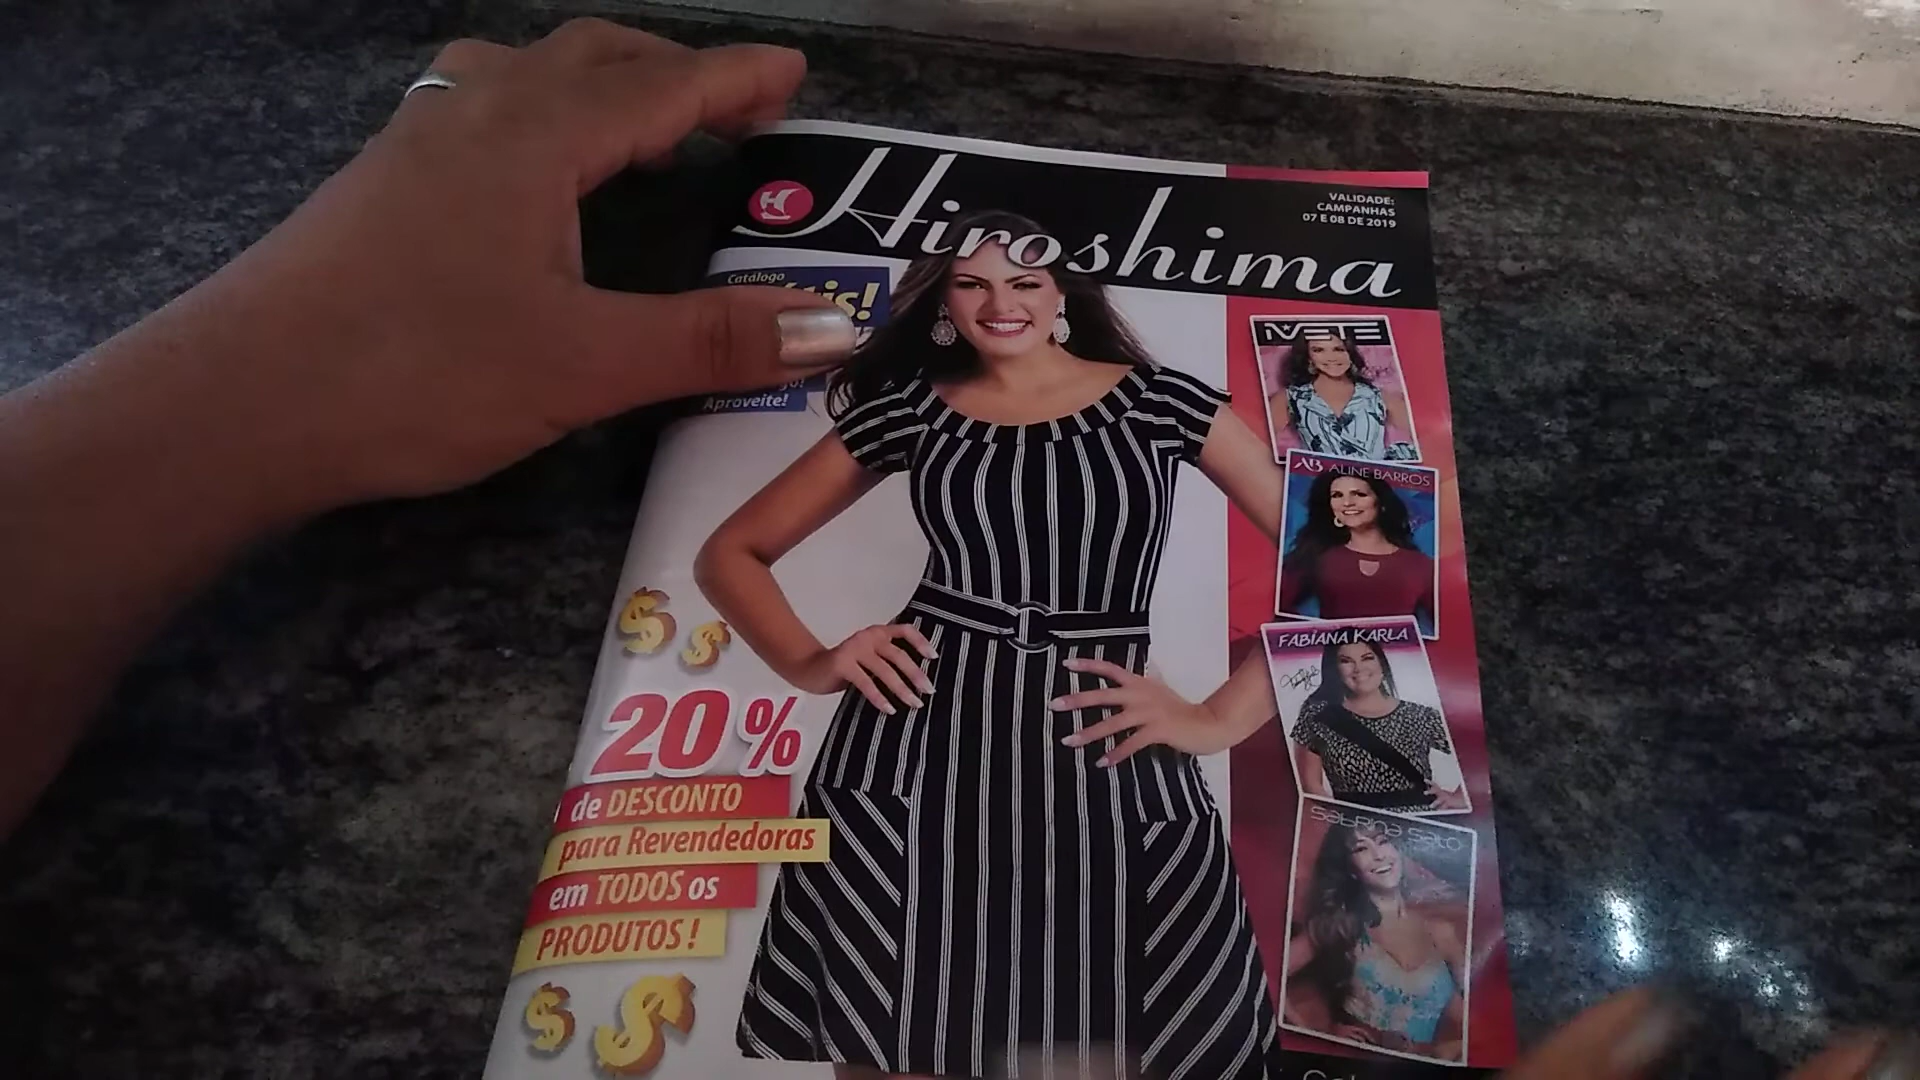 Hiroshima
VALIDADE:
CAMPANHAS
07 E 08 DE 2019
Catálogo
Aproveite!
IVETE
AB ALINE BARROS
FABIANA KARLA
Sabrina Sato
20%
de DESCONTO
para Revendedoras
em TODOS os
PRODUTOS!